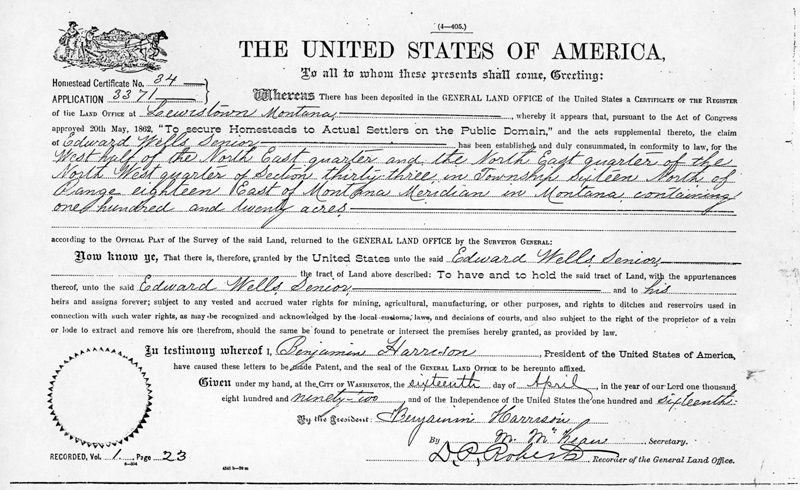 (4—405.)
THE UNITED STATES OF AMERICA,
To all to whom these presents shall come, Greeting:
Homestead Certificate No. 34
APPLICATION 3371
Whereas There has been deposited in the GENERAL LAND OFFICE of the United States a CERTIFICATE OF THE REGISTER
OF THE LAND OFFICE AT Lewistown Montana, whereby it appears that, pursuant to the Act of Congress
approved 20th May, 1862, "To secure Homesteads to Actual Settlers on the Public Domain," and the acts supplemental thereto, the claim
of Edward Wells Senior has been established and duly consummated, in conformity to law, for the
West half of the North East quarter and the North East quarter of the
North West quarter of Section thirty-three in Township sixteen North of
Range eighteen East of Montana Meridian in Montana, containing
one hundred and twenty acres
according to the OFFICIAL PLAT of the Survey of the said Land, returned to the GENERAL LAND OFFICE by the SURVEYOR GENERAL:
Now know ye, That there is, therefore, granted by the United States unto the said Edward Wells Senior,
the tract of Land above described: To have and to hold the said tract of Land, with the appurtenances
thereof, unto the said Edward Wells Senior and to his
heirs and assigns forever; subject to any vested and accrued water rights for mining, agricultural, manufacturing, or other purposes, and rights to ditches and reservoirs used in
connection with such water rights, as may be recognized and acknowledged by the local customs, laws, and decisions of courts, and also subject to the right of the proprietor of a vein
or lode to extract and remove his ore therefrom, should the same be found to penetrate or intersect the premises hereby granted, as provided by law.
In testimony whereof I, Benjamin Harrison, President of the United States of America,
have caused these letters to be made Patent, and the seal of the GENERAL LAND OFFICE to be hereunto affixed.
Given under my hand, at the CITY OF WASHINGTON, the sixteenth day of April, in the year of our Lord one thousand
eight hundred and ninety-two and of the Independence of the United States the one hundred and sixteenth.
By the President: Benjamin Harrison
By M. McKean Secretary.
D. P. Roberts, Recorder of the General Land Office.
RECORDED, Vol. 1, Page 23